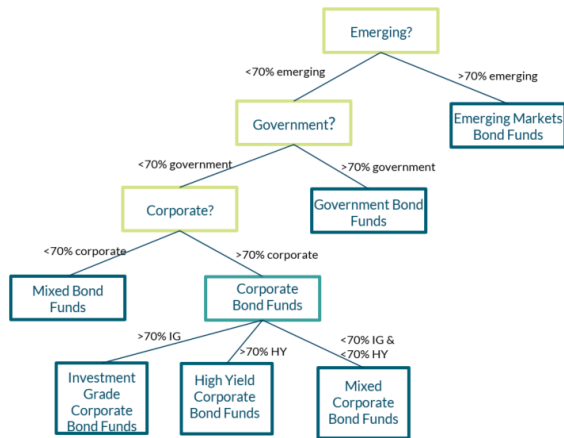 Emerging?
<70% emerging
>70% emerging
Government?
Emerging Markets
Bond Funds
<70% government
>70% government
Corporate?
Government Bond
Funds
<70% corporate
>70% corporate
Mixed Bond
Funds
Corporate
Bond Funds
>70% IG
>70% HY
<70% IG &
<70% HY
Investment
Grade
Corporate
Bond Funds
High Yield
Corporate
Bond Funds
Mixed
Corporate
Bond Funds